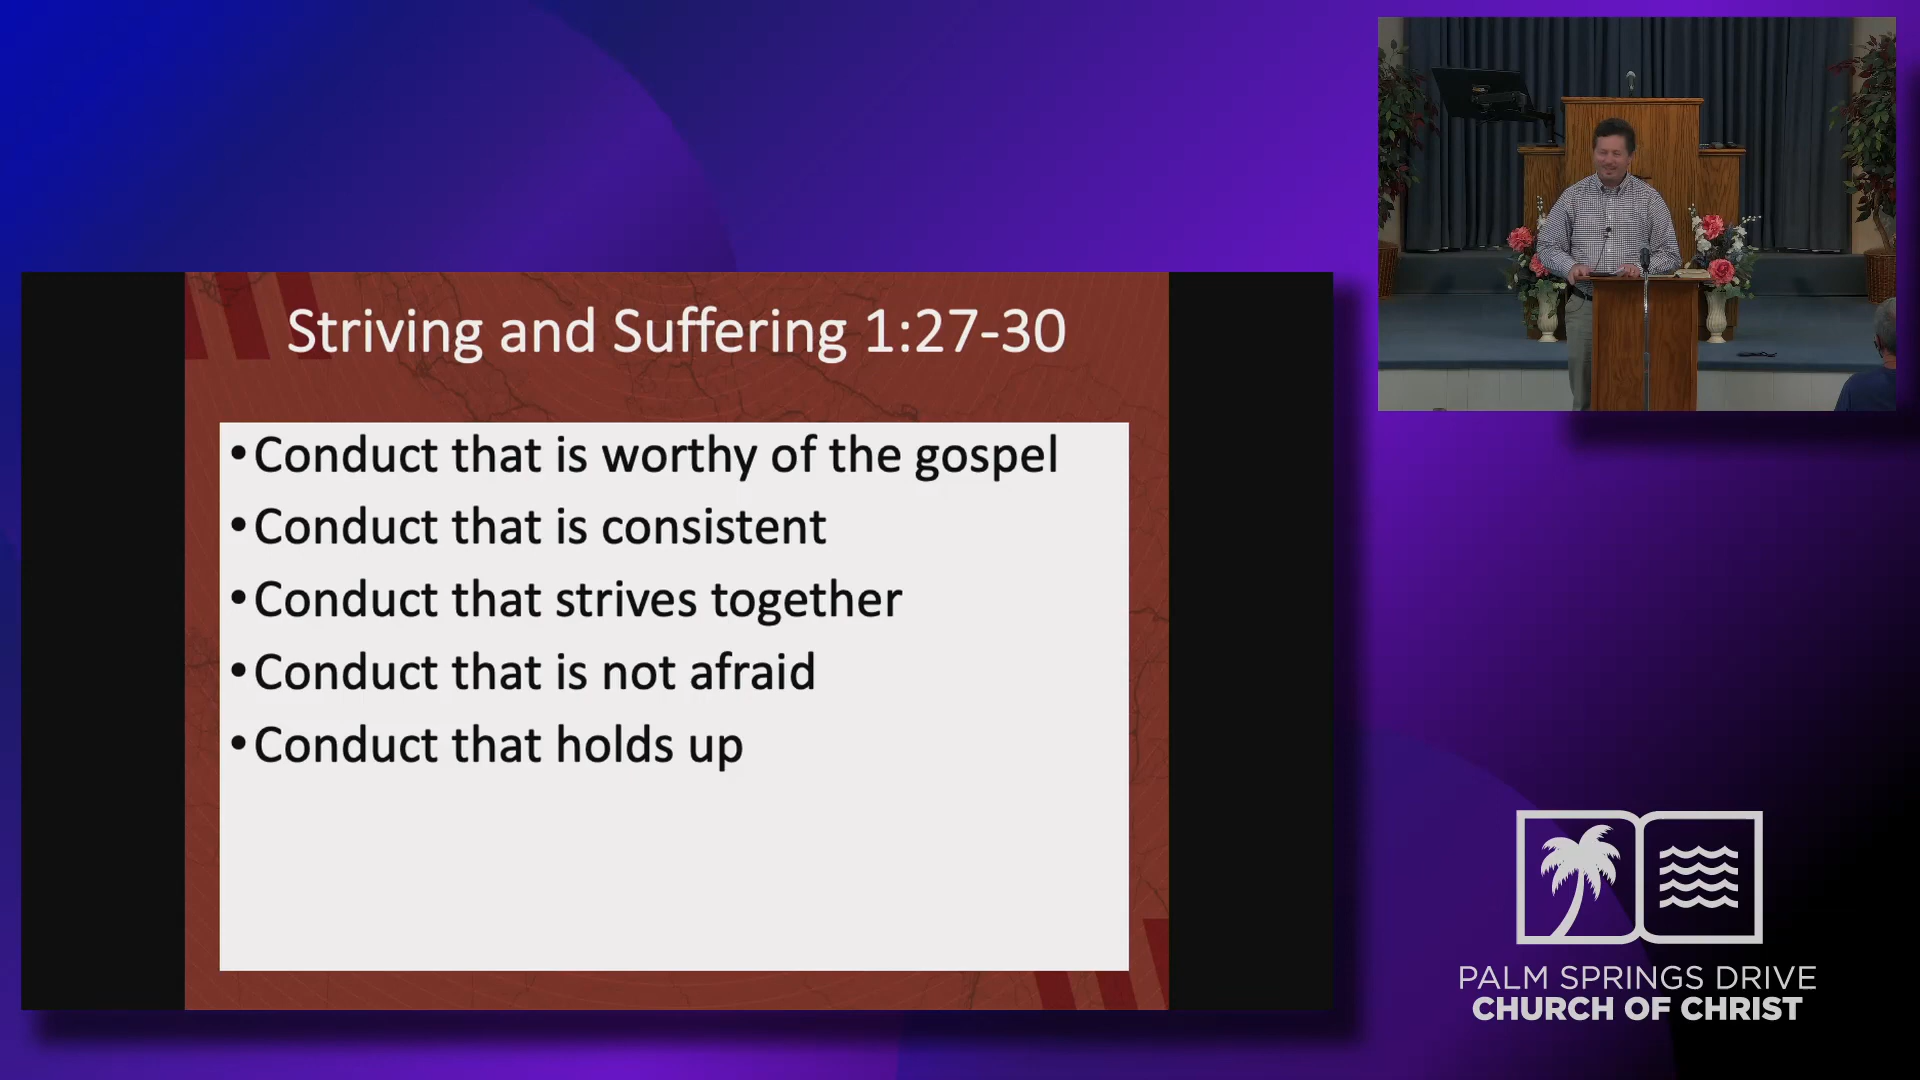 Striving and Suffering 1:27-30
•Conduct that is worthy of the gospel
•Conduct that is consistent
•Conduct that strives together
•Conduct that is not afraid
•Conduct that holds up
PALM SPRINGS DRIVE
CHURCH OF CHRIST